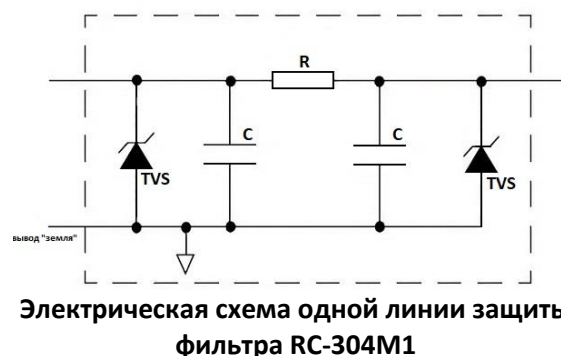 R
C
C
TVS
TVS
вывод "земля"
Электрическая схема одной линии защиты
фильтра RC-304M1